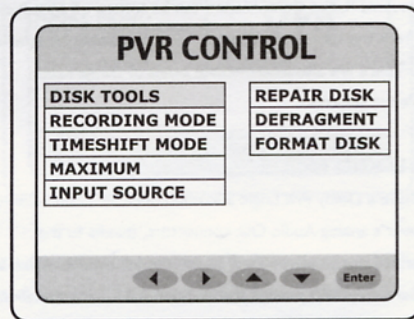 PVR CONTROL
DISK TOOLS
RECORDING MODE
TIMESHIFT MODE
MAXIMUM
INPUT SOURCE
REPAIR DISK
DEFRAGMENT
FORMAT DISK
Enter